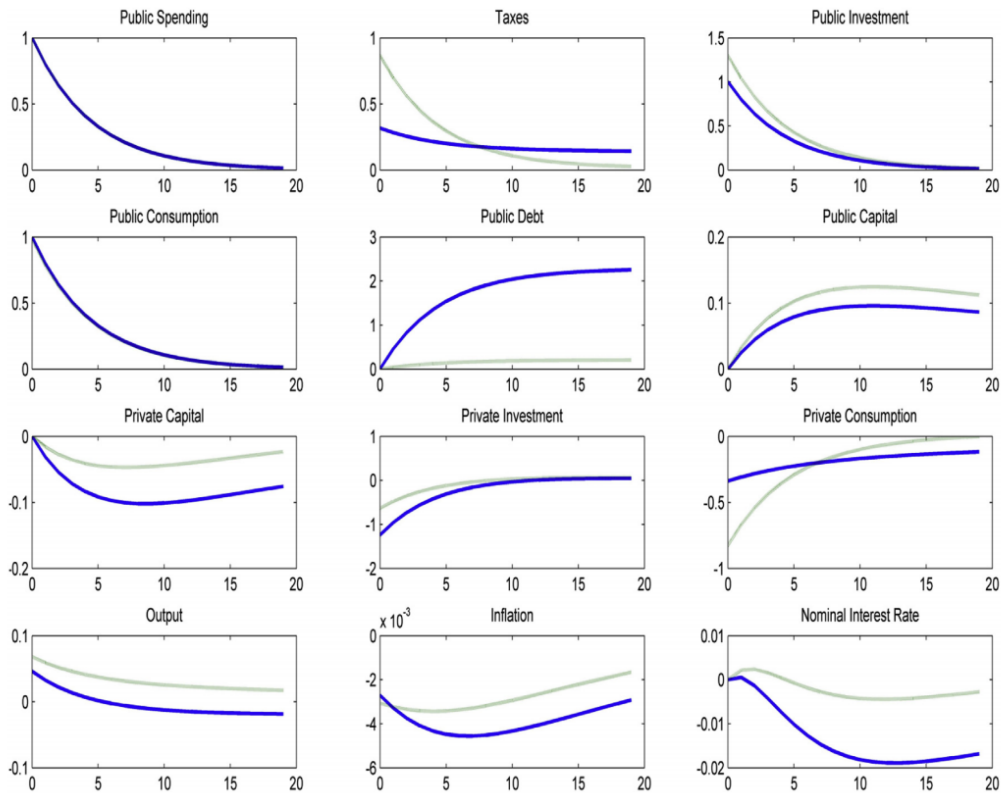 Public Spending Taxes Public Investment
1 1 1.5
1
0.5 0.5
0.5
0 0 0
0 5 10 15 20 0 5 10 15 20 0 5 10 15 20
Public Consumption Public Debt Public Capital
1 3 0.2
2
0.5 0.1
1
0 0 0
0 5 10 15 20 0 5 10 15 20 0 5 10 15 20
Private Capital Private Investment Private Consumption
0 1 0
0
-0.1 -0.5
-1
-0.2 -2 -1
0 5 10 15 20 0 5 10 15 20 0 5 10 15 20
Output Inflation Nominal Interest Rate
x 10-3
0.1 0 0.01
-2 0
0
-4 -0.01
-0.1 -6 -0.02
0 5 10 15 20 0 5 10 15 20 0 5 10 15 20